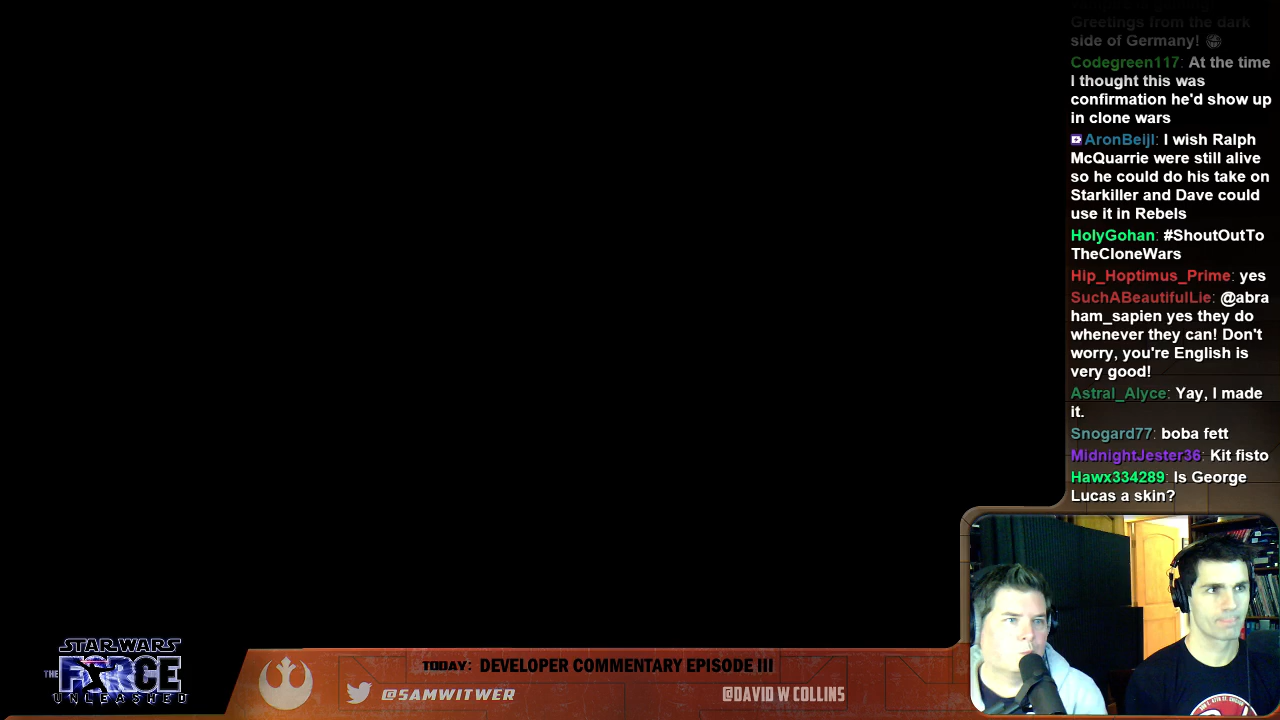 Greetings from the dark
side of Germany!
Codegreen117: At the time
I thought this was
confirmation he'd show up
in clone wars
AronBeijl: I wish Ralph
McQuarrie were still alive
so he could do his take on
Starkiller and Dave could
use it in Rebels
HolyGohan: #ShoutOutTo
TheCloneWars
Hip_Hoptimus_Prime: yes
SuchABeautifulLie: @abra
ham_sapien yes they do
whenever they can! Don't
worry, you're English is
very good!
Astral_Alyce: Yay, I made
it.
Snogard77: boba fett
MidnightJester36: Kit fisto
Hawx334289: Is George
Lucas a skin?
STAR WARS
THE FORCE
UNLEASHED
TODAY: DEVELOPER COMMENTARY EPISODE III
@SAMWITWER
@DAVID W COLLINS